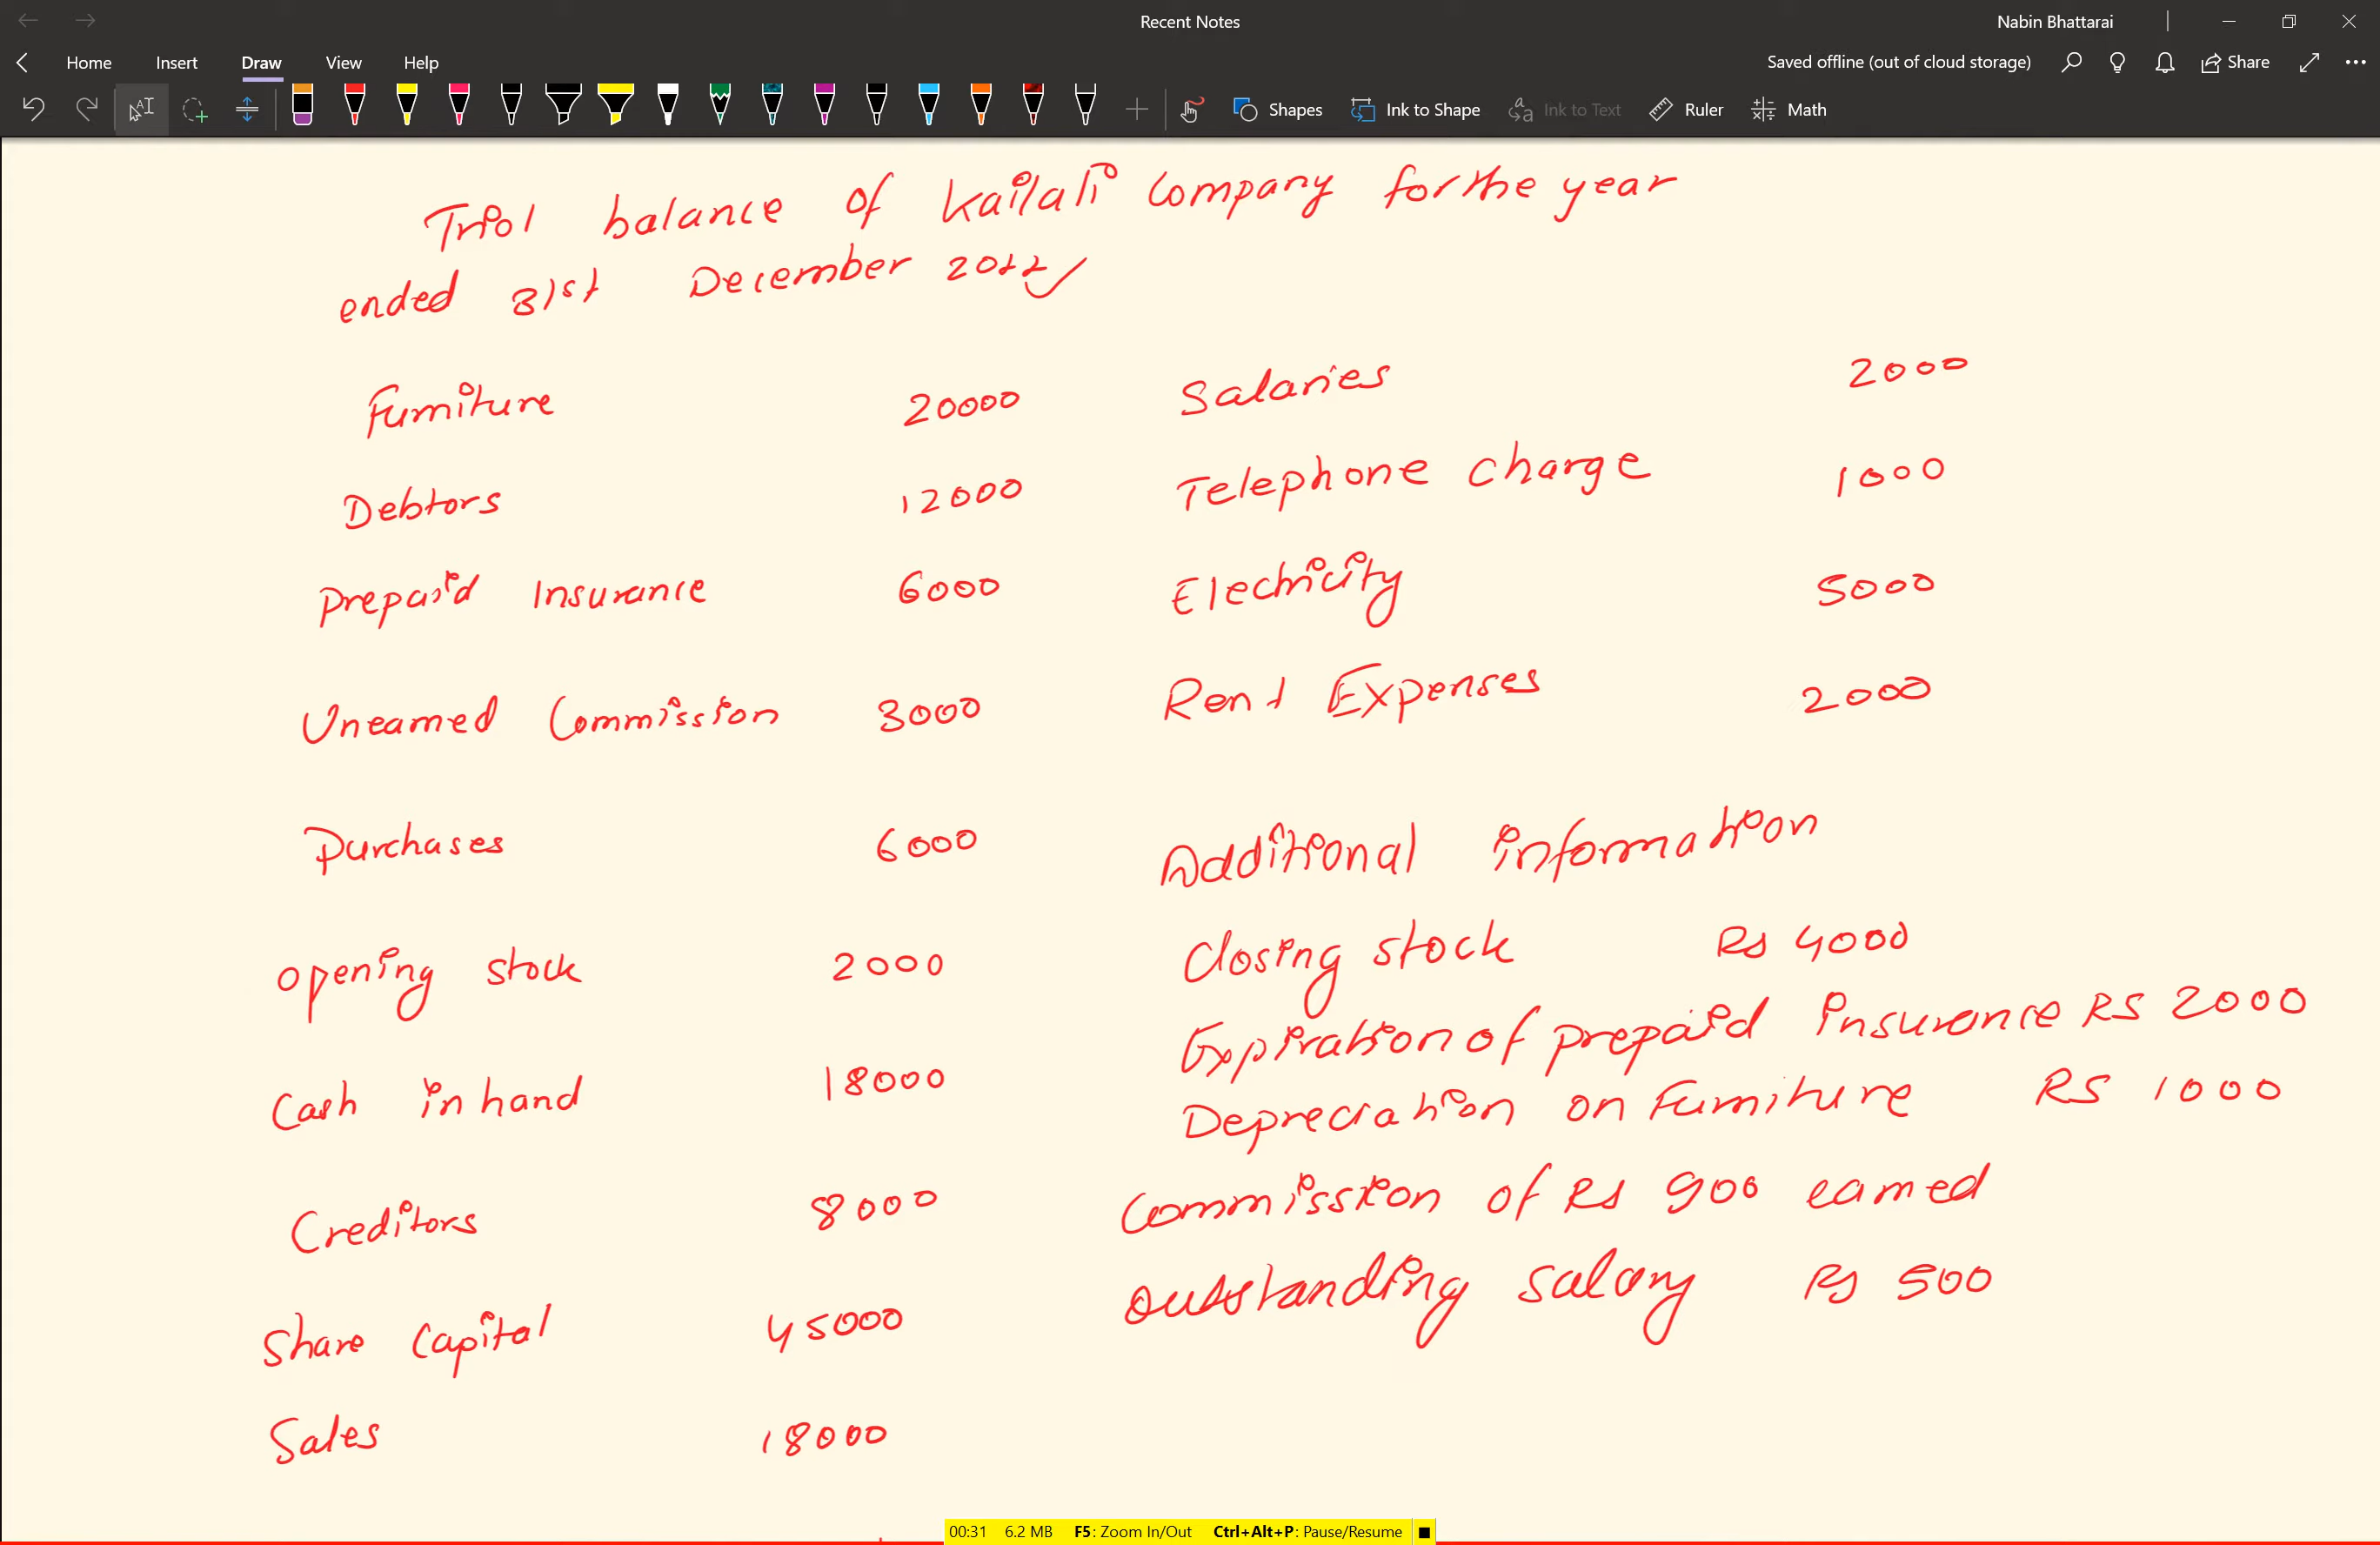 Recent Notes
Nabin Bhattarai
Home Insert Draw View Help
Saved offline (out of cloud storage) Share
Shapes Ink to Shape Ink to Text Ruler Math
Trial balance of Kailali Company for the year
ended 31st December 2022
Furniture 20000
Debtors 12000
Prepaid Insurance 6000
Unearned Commission 3000
Purchases 6000
Opening stock 2000
Cash in hand 18000
Creditors 8000
Share Capital 45000
Sales 18000
Salaries 2000
Telephone charge 1000
Electricity 5000
Rent Expenses 2000
Additional information
Closing stock Rs 4000
Expiration of prepaid insurance RS 2000
Depreciation on Furniture RS 1000
Commission of Rs 900 earned
Outstanding salary Rs 500
00:31 6.2 MB F5: Zoom In/Out Ctrl+Alt+P: Pause/Resume